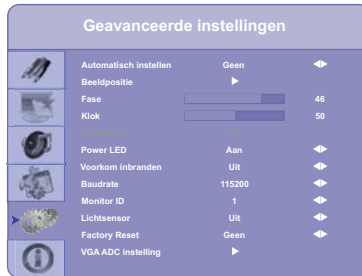 Geavanceerde instellingen
Automatisch instellen Geen
Beeldpositie
Fase 46
Klok 50
Power LED Aan
Voorkom inbranden Uit
Baudrate 115200
Monitor ID 1
Lichtsensor Uit
Factory Reset Geen
VGA ADC instelling